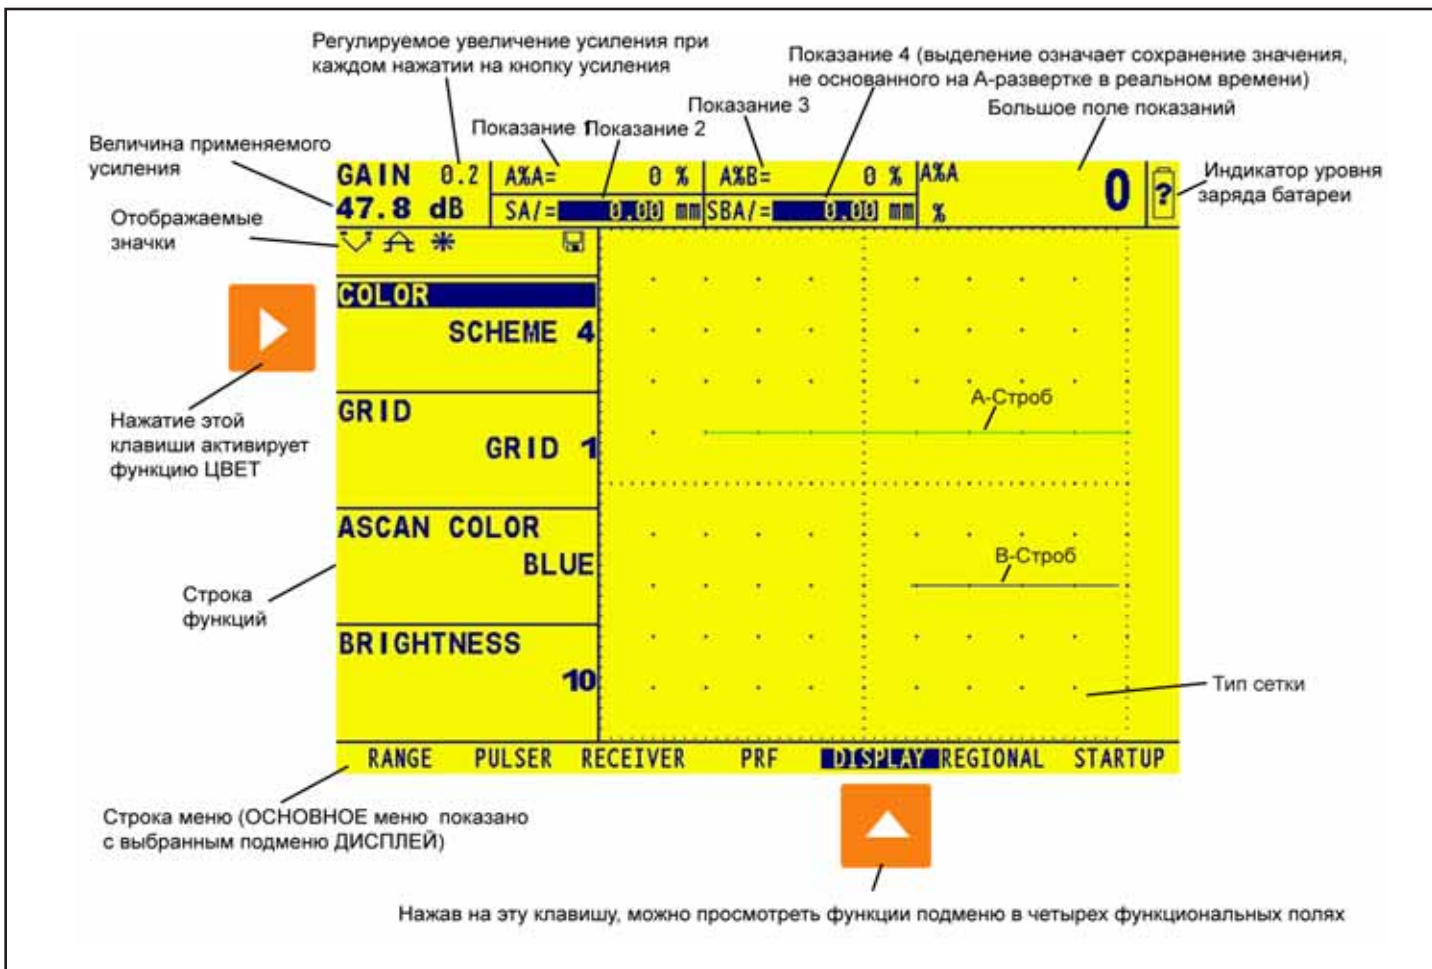 Регулируемое увеличение усиления при
каждом нажатии на кнопку усиления
Показание 4 (выделение означает сохранение значения,
не основанного на А-развертке в реальном времени)
Показание 3
Большое поле показаний
Показание 1
Показание 2
Величина применяемого
усиления
Индикатор уровня
заряда батареи
Отображаемые
значки
GAIN 0.2
47.8 dB
A%A= 0 %
SA/= 0.00 mm
A%B= 0 %
SBA/= 0.00 mm
A%A
0
%
?
COLOR
SCHEME 4
GRID
GRID 1
ASCAN COLOR
BLUE
BRIGHTNESS
10
А-Строб
В-Строб
Нажатие этой
клавиши активирует
функцию ЦВЕТ
Строка
функций
Тип сетки
RANGE PULSER RECEIVER PRF DISPLAY REGIONAL STARTUP
Строка меню (ОСНОВНОЕ меню показано
с выбранным подменю ДИСПЛЕЙ)
Нажав на эту клавишу, можно просмотреть функции подменю в четырех функциональных полях